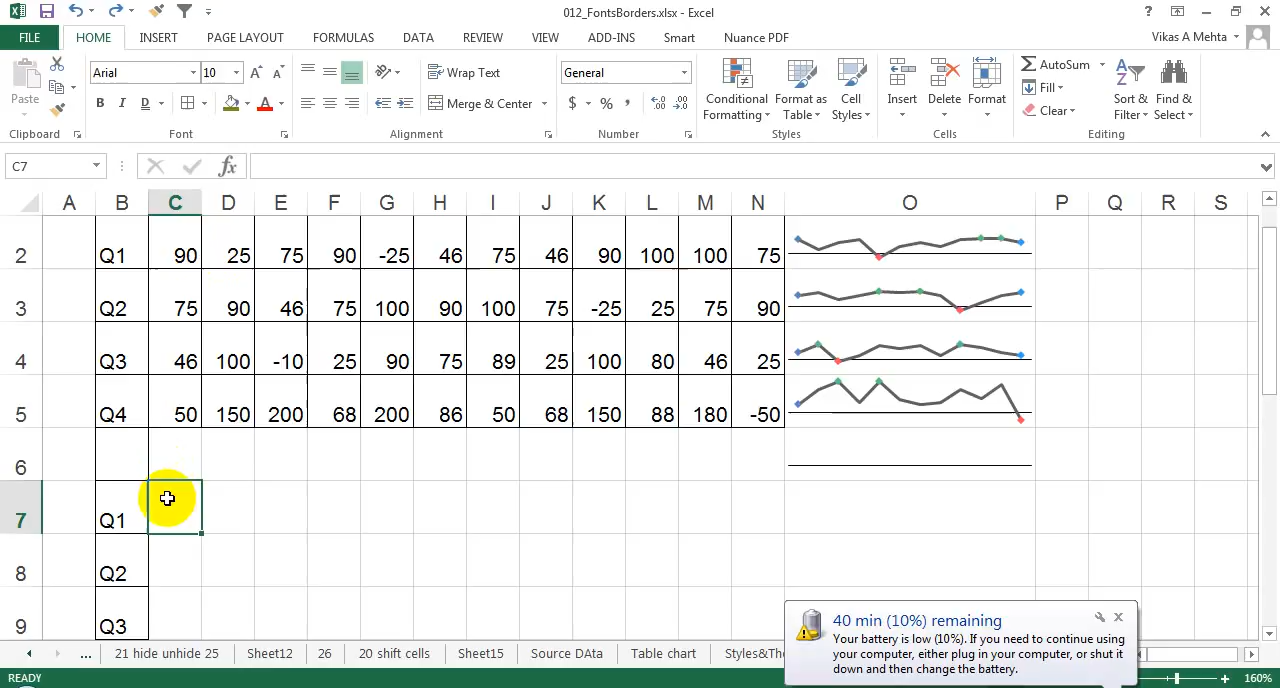 012_FontsBorders.xlsx - Excel
FILE HOME INSERT PAGE LAYOUT FORMULAS DATA REVIEW VIEW ADD-INS Smart Nuance PDF Vikas A Mehta
Paste
Arial 10
B I D
Wrap Text
Merge & Center
General
$ % ,
Conditional Formatting
Format as Table
Cell Styles
Insert Delete Format
AutoSum
Fill
Clear
Sort & Filter
Find & Select
Clipboard Font Alignment Number Styles Cells Editing
C7 fx
A B C D E F G H I J K L M N O P Q R S
2 Q1 90 25 75 90 -25 46 75 46 90 100 100 75
3 Q2 75 90 46 75 100 90 100 75 -25 25 75 90
4 Q3 46 100 -10 25 90 75 89 25 100 80 46 25
5 Q4 50 150 200 68 200 86 50 68 150 88 180 -50
6
7 Q1
8 Q2
9 Q3
40 min (10%) remaining
Your battery is low (10%). If you need to continue using
your computer, either plug in your computer, or shut it
down and then change the battery.
... 21 hide unhide 25 Sheet12 26 20 shift cells Sheet15 Source DAta Table chart Styles&The
READY 160%